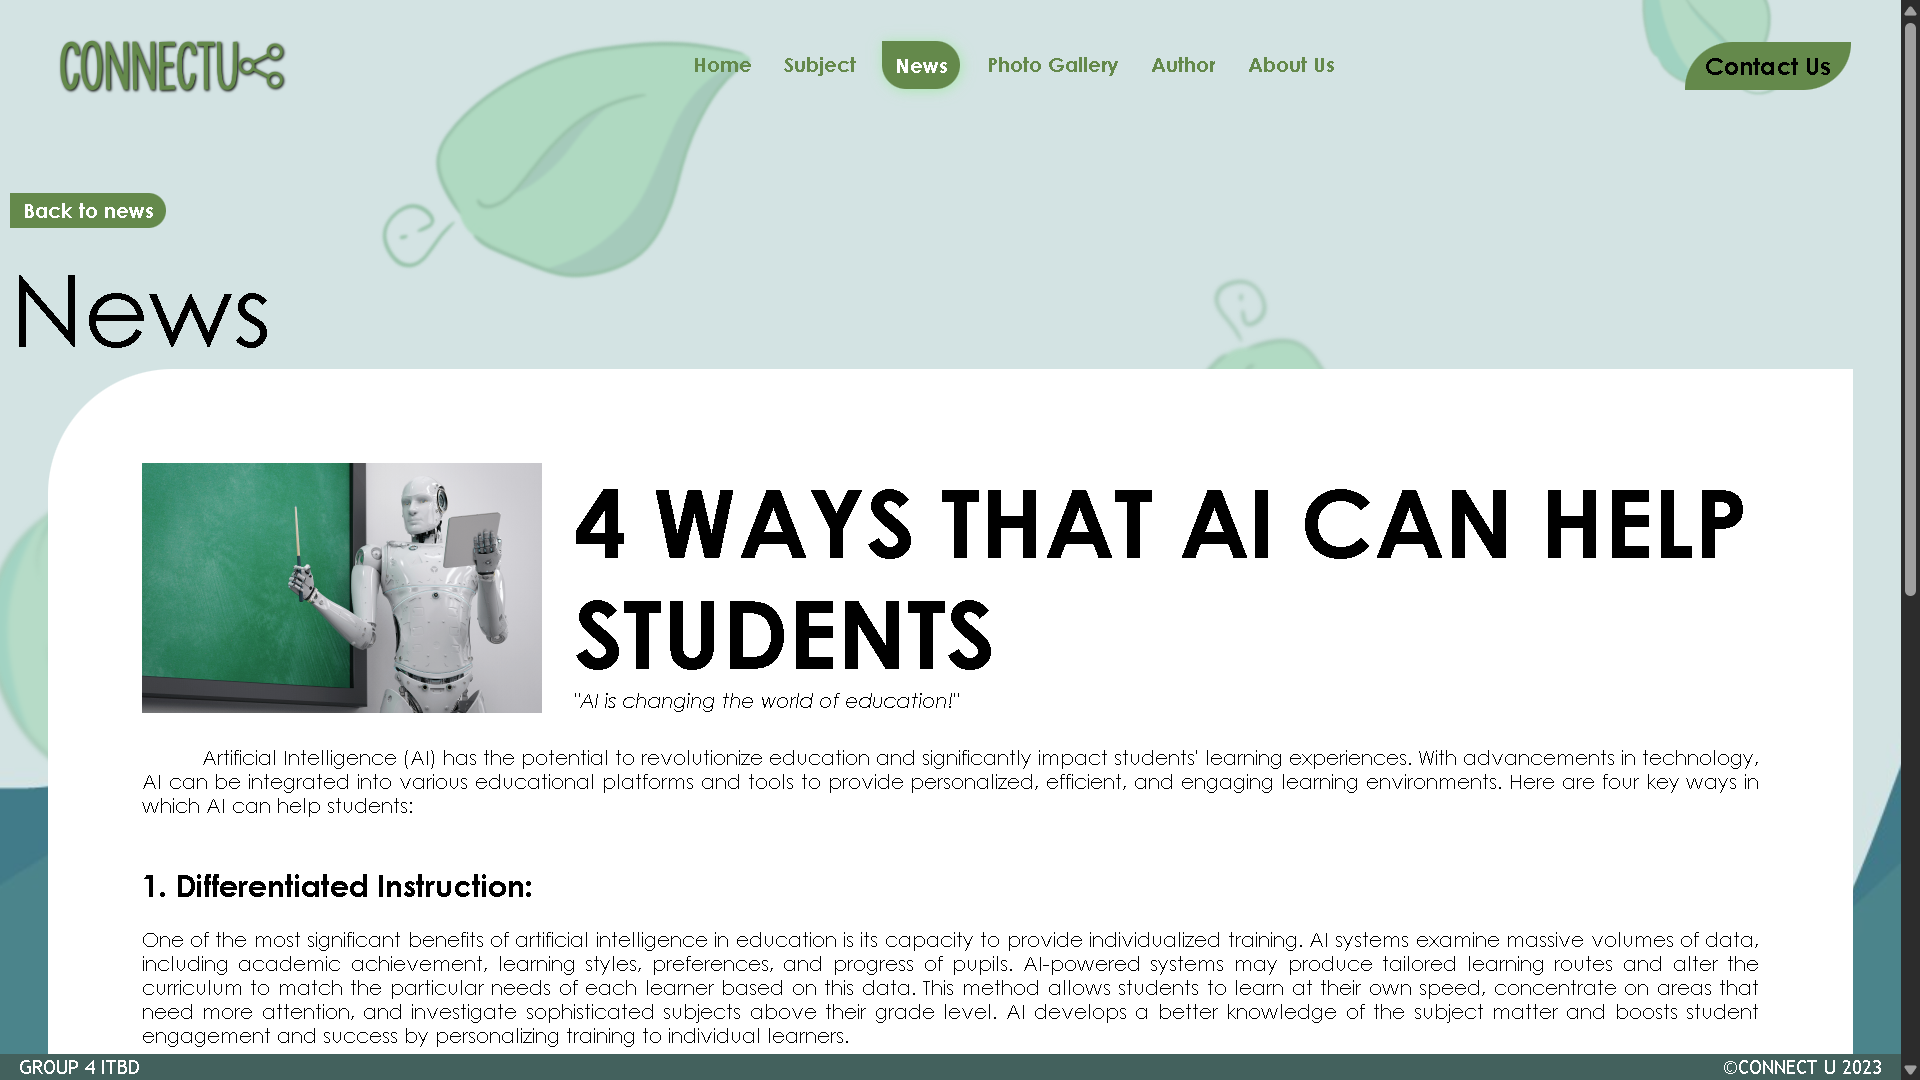 CONNECTU
Home Subject News Photo Gallery Author About Us
Contact Us
Back to news
News
4 WAYS THAT AI CAN HELP
STUDENTS
"AI is changing the world of education!"
Artificial Intelligence (AI) has the potential to revolutionize education and significantly impact students' learning experiences. With advancements in technology,
AI can be integrated into various educational platforms and tools to provide personalized, efficient, and engaging learning environments. Here are four key ways in
which AI can help students:
1. Differentiated Instruction:
One of the most significant benefits of artificial intelligence in education is its capacity to provide individualized training. AI systems examine massive volumes of data,
including academic achievement, learning styles, preferences, and progress of pupils. AI-powered systems may produce tailored learning routes and alter the
curriculum to match the particular needs of each learner based on this data. This method allows students to learn at their own speed, concentrate on areas that
need more attention, and investigate sophisticated subjects above their grade level. AI develops a better knowledge of the subject matter and boosts student
engagement and success by personalizing training to individual learners.
GROUP 4 ITBD
©CONNECT U 2023